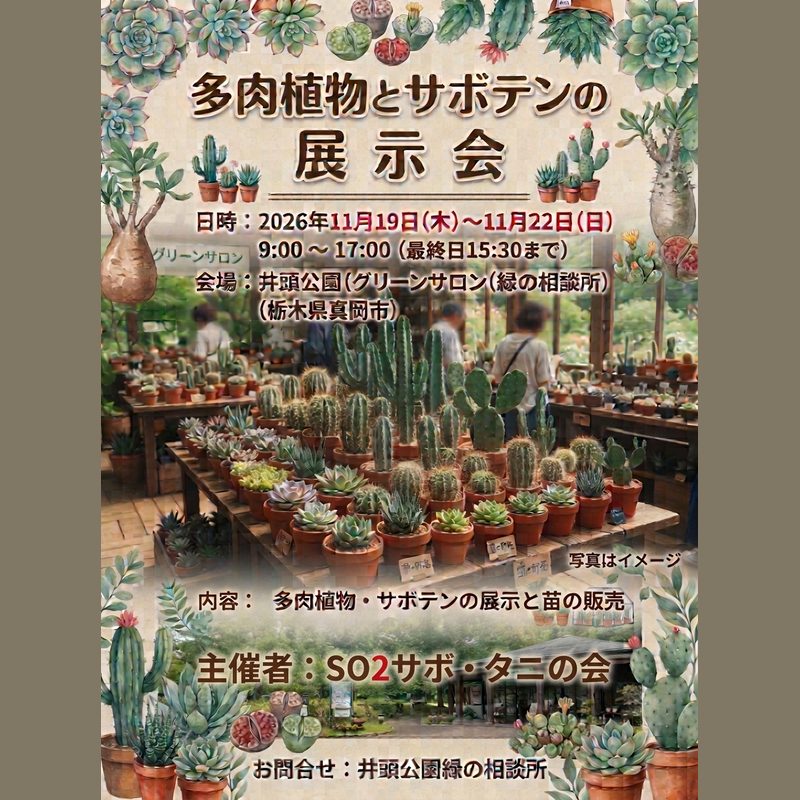 多肉植物とサボテンの
展示会
日時：2026年11月19日(木)～11月22日(日)
9:00 ～ 17:00 (最終日15:30まで)
会場：井頭公園(グリーンサロン(緑の相談所)
(栃木県真岡市)
グリーンサロン
写真はイメージ
内容： 多肉植物・サボテンの展示と苗の販売
主催者：SO2サボ・タニの会
お問合せ：井頭公園緑の相談所